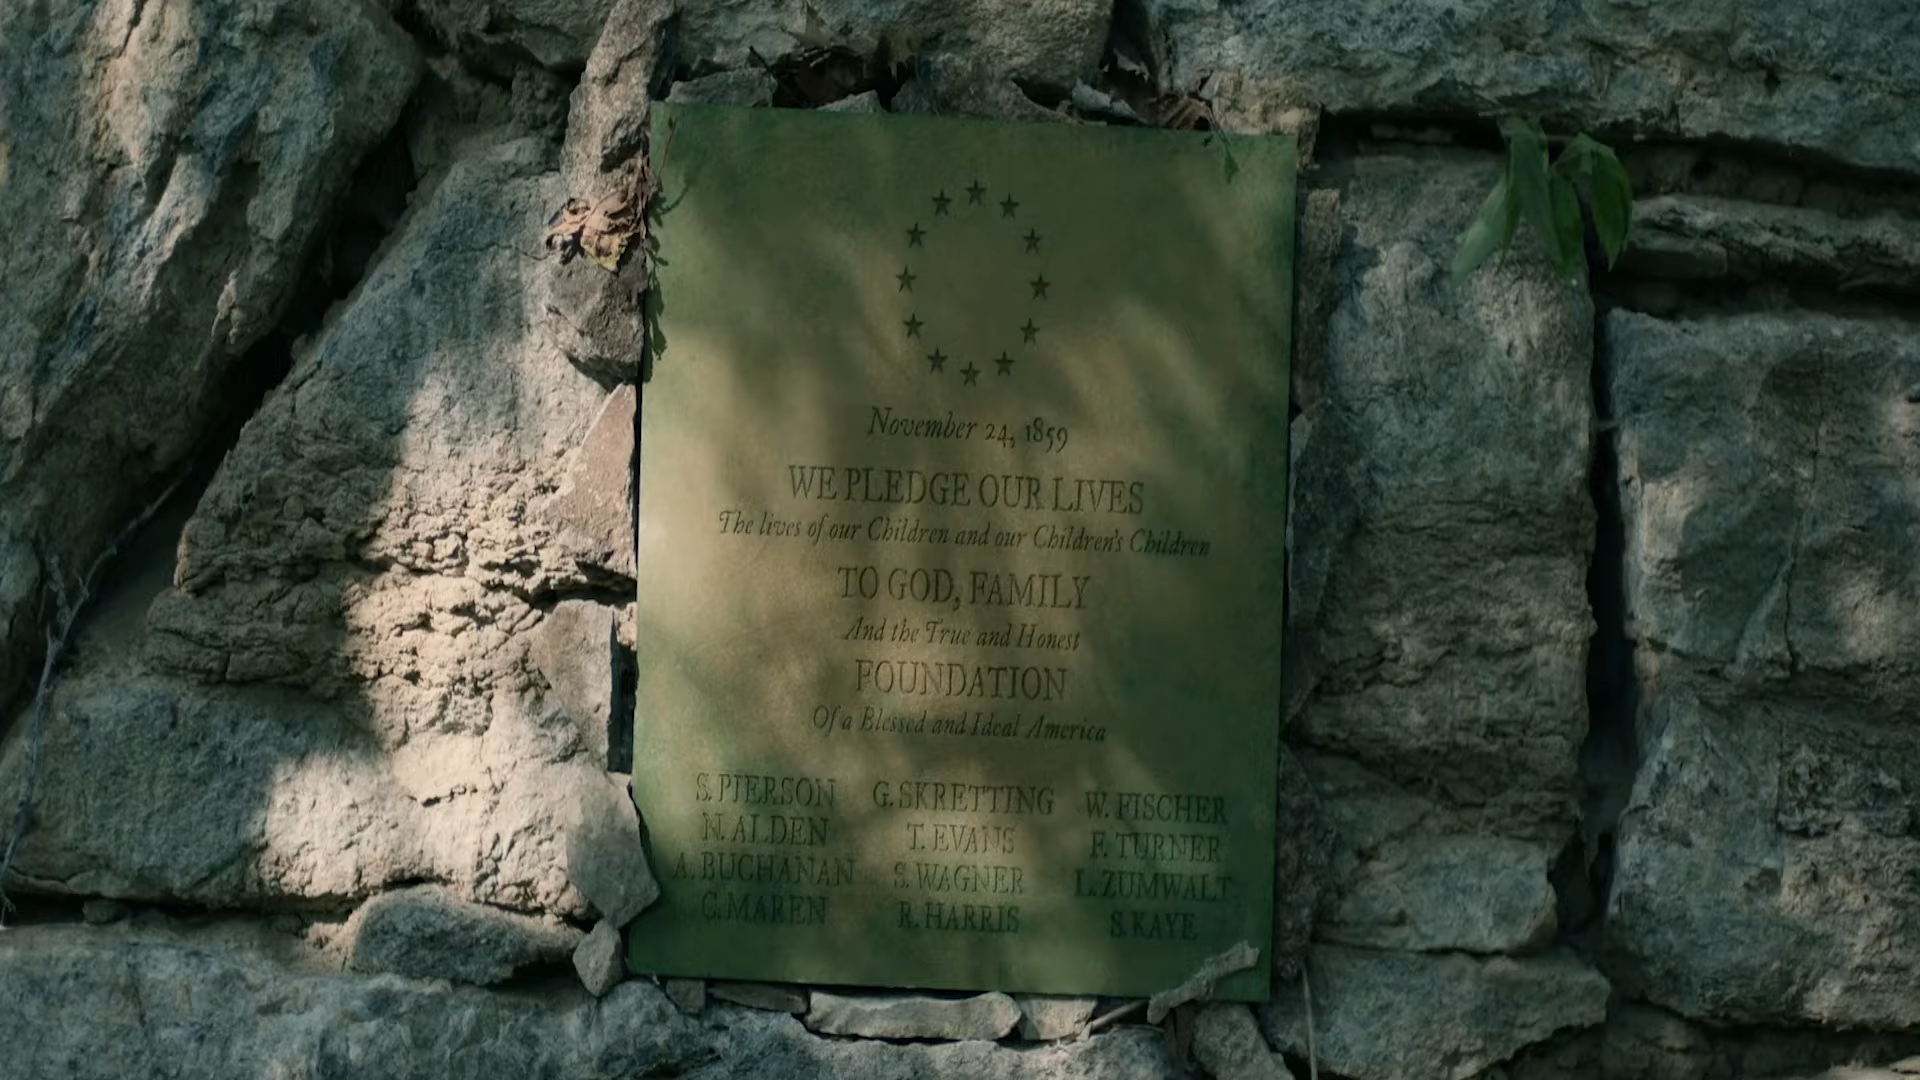 November 24, 1859
WE PLEDGE OUR LIVES
The lives of our Children and our Children's Children
TO GOD, FAMILY
And the True and Honest
FOUNDATION
Of a Blessed and Ideal America
S. PIERSON G. SKRETTING W. FISCHER
N. ALDEN T. EVANS F. TURNER
A. BUCHANAN S. WAGNER L. ZUMWALT
C. MAREN R. HARRIS S. KAYE